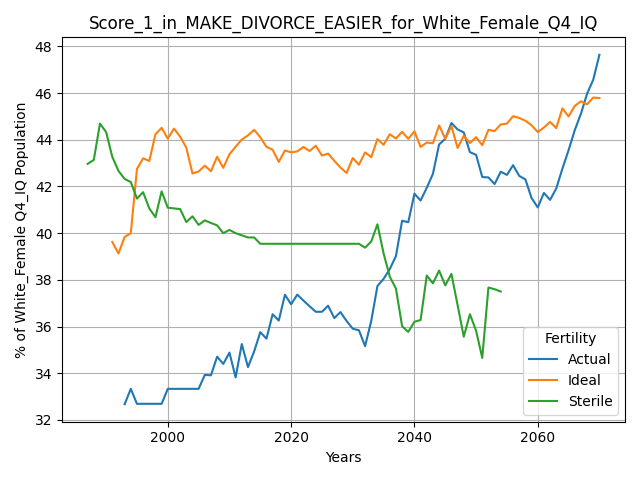 Score_1_in_MAKE_DIVORCE_EASIER_for_White_Female_Q4_IQ
% of White_Female Q4_IQ Population
48
46
44
42
40
38
36
34
32
2000
2020
2040
2060
Years
Fertility
Actual
Ideal
Sterile